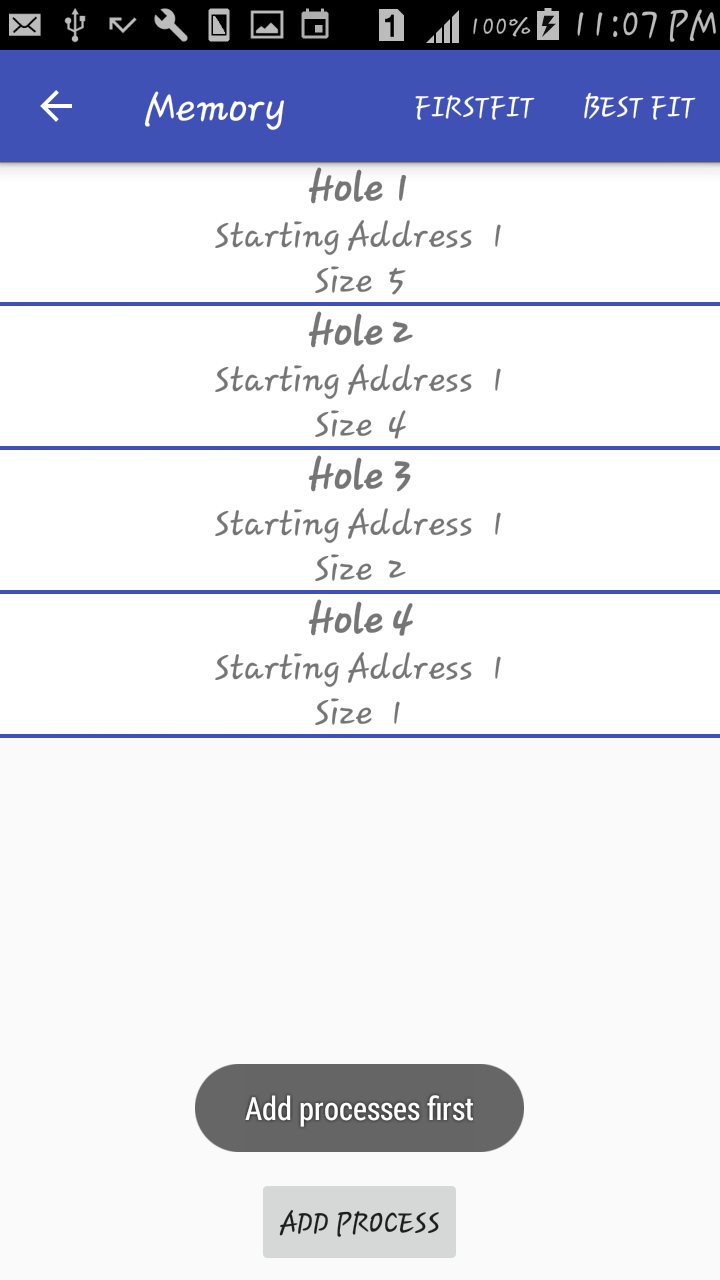 1 100% 11:07 PM
Memory FIRSTFIT BEST FIT
Hole 1
Starting Address 1
Size 5
Hole 2
Starting Address 1
Size 4
Hole 3
Starting Address 1
Size 2
Hole 4
Starting Address 1
Size 1
Add processes first
ADD PROCESS